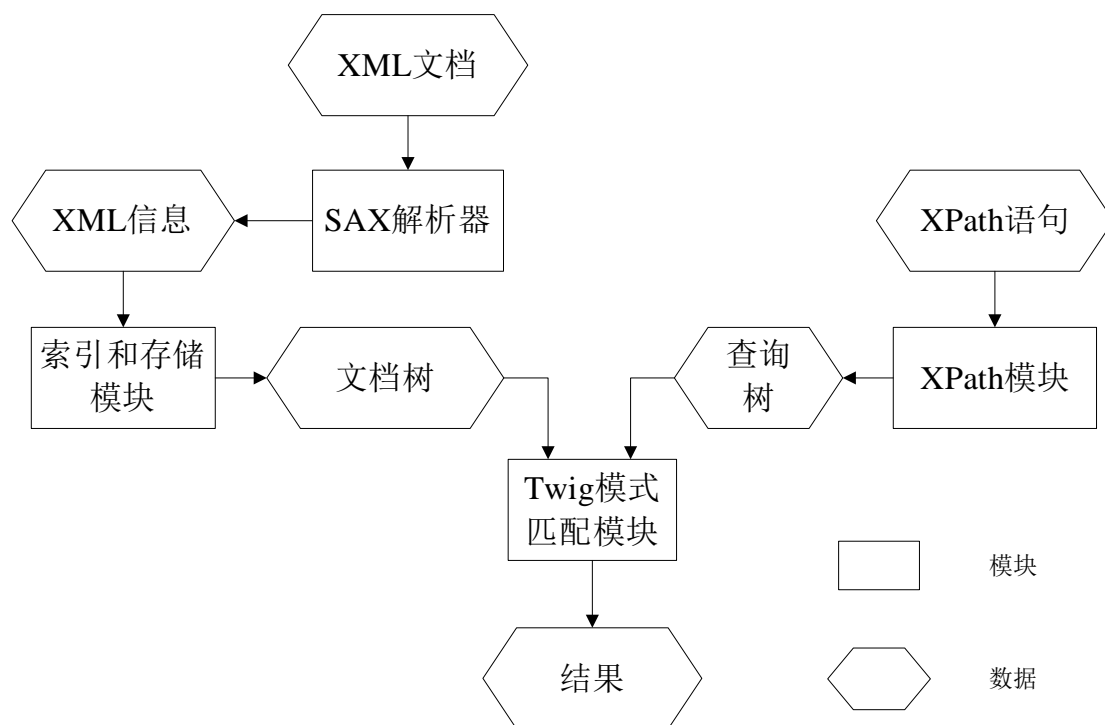 XML文档
XML信息
SAX解析器
XPath语句
索引和存储
模块
文档树
查询
树
XPath模块
Twig模式
匹配模块
模块
结果
数据